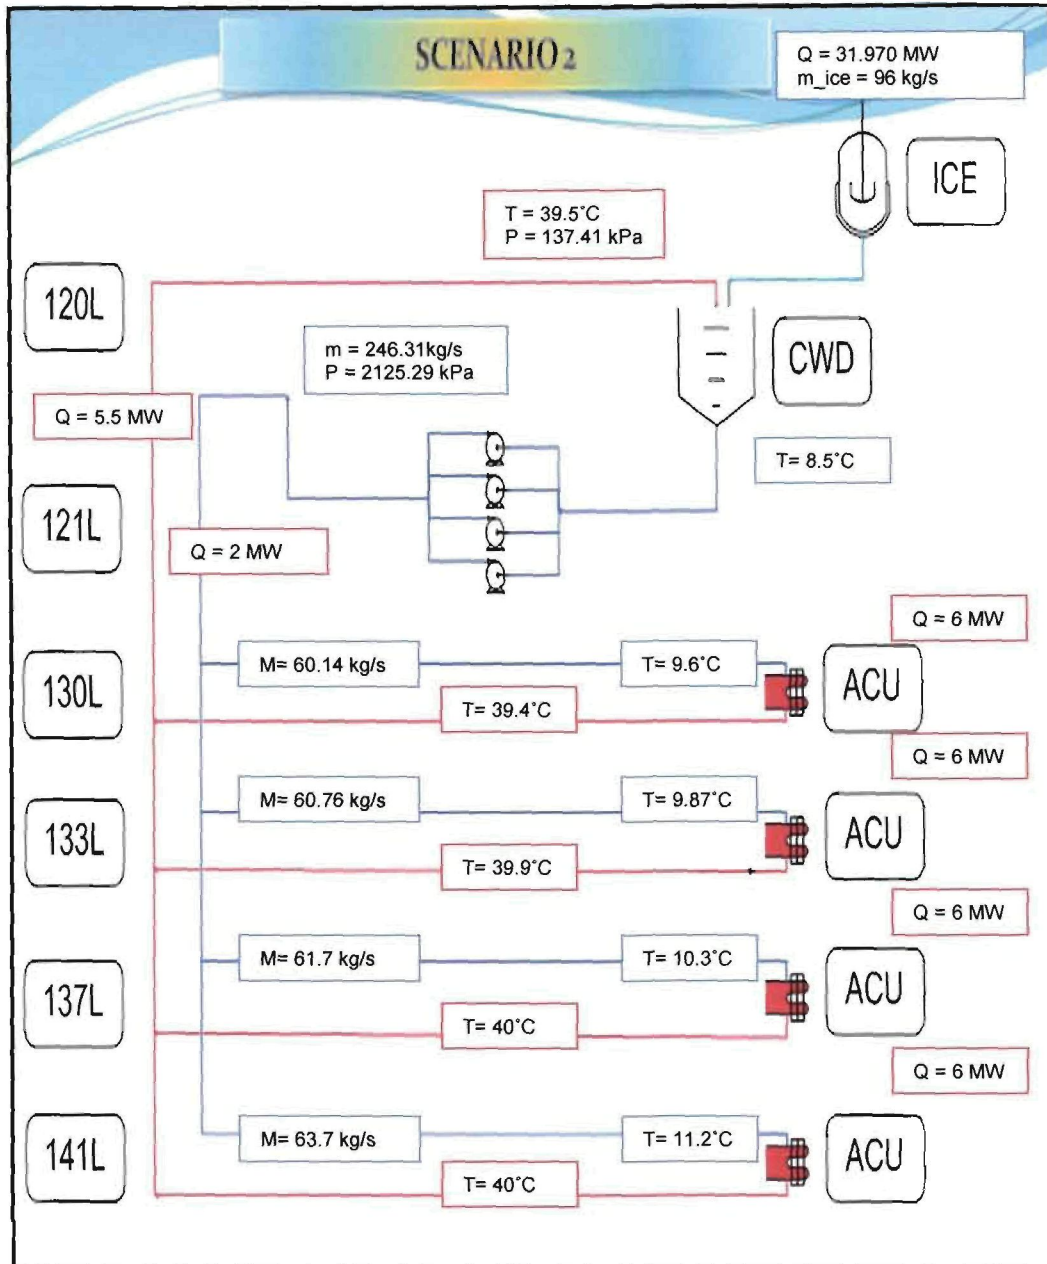 SCENARIO 2
Q = 31.970 MW
m_ice = 96 kg/s
ICE
T = 39.5°C
P = 137.41 kPa
120L
m = 246.31kg/s
P = 2125.29 kPa
CWD
Q = 5.5 MW
T= 8.5°C
121L
Q = 2 MW
Q = 6 MW
130L
M= 60.14 kg/s
T= 9.6°C
ACU
T= 39.4°C
Q = 6 MW
133L
M= 60.76 kg/s
T= 9.87°C
ACU
T= 39.9°C
Q = 6 MW
137L
M= 61.7 kg/s
T= 10.3°C
ACU
T= 40°C
Q = 6 MW
141L
M= 63.7 kg/s
T= 11.2°C
ACU
T= 40°C